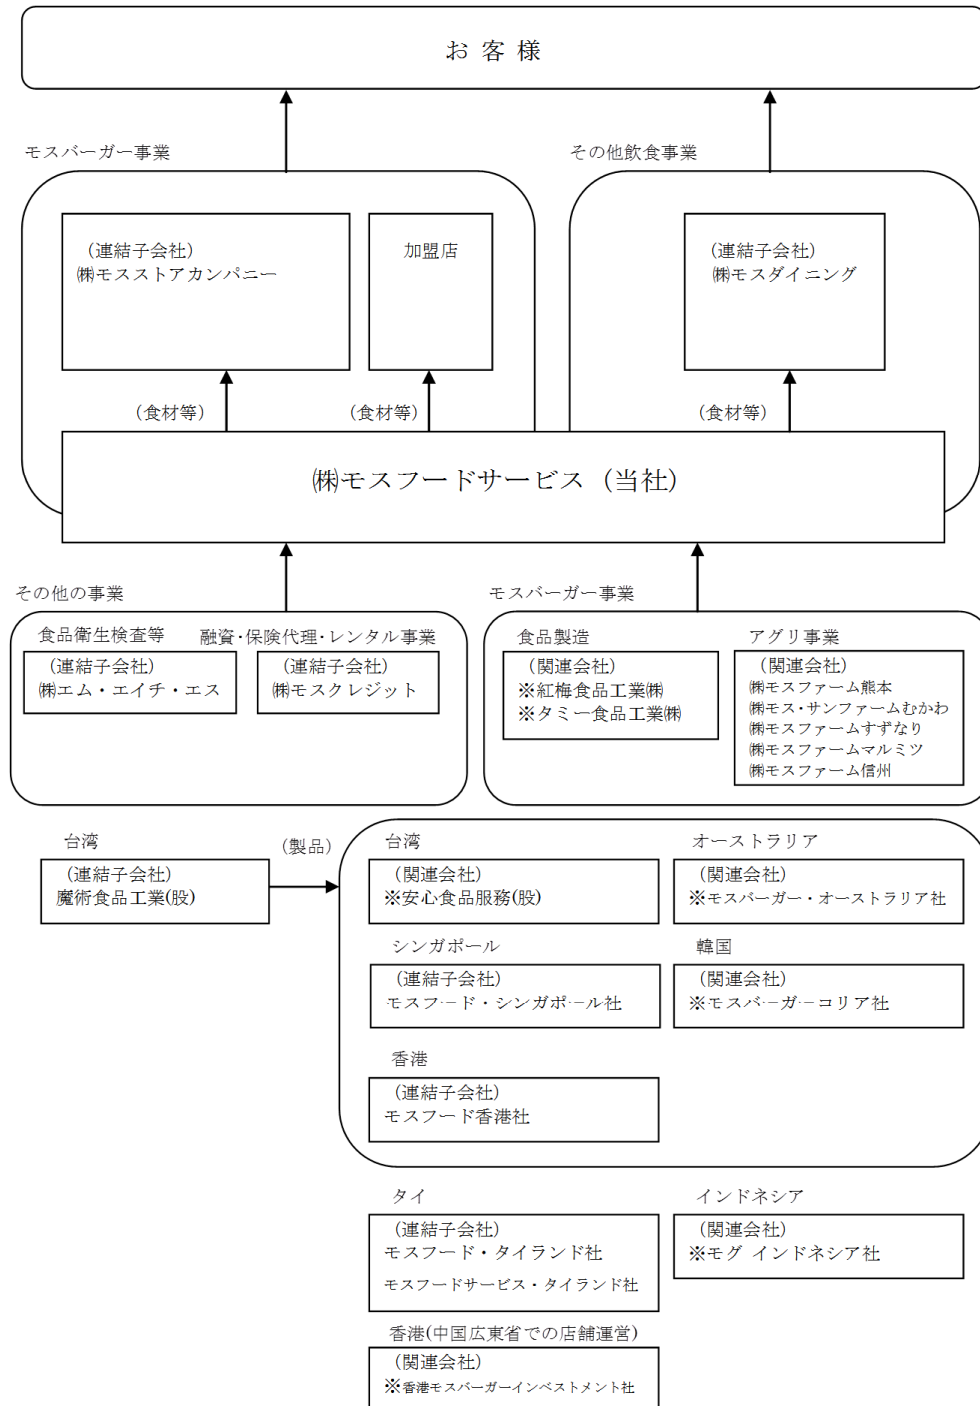 お 客 様
モスバーガー事業
その他飲食事業
(連結子会社)
㈱モスストアカンパニー
加盟店
(連結子会社)
㈱モスダイニング
(食材等)
(食材等)
(食材等)
㈱モスフードサービス (当社)
その他の事業
モスバーガー事業
食品衛生検査等
融資・保険代理・レンタル事業
(連結子会社)
㈱エム・エイチ・エス
(連結子会社)
㈱モスクレジット
食品製造
(関連会社)
※紅梅食品工業㈱
※タミー食品工業㈱
アグリ事業
(関連会社)
㈱モスファーム熊本
㈱モス・サンファームむかわ
㈱モスファームすずなり
㈱モスファームマルミツ
㈱モスファーム信州
台湾
(連結子会社)
魔術食品工業(股)
(製品)
台湾
(関連会社)
※安心食品服務(股)
オーストラリア
(関連会社)
※モスバーガー・オーストラリア社
シンガポール
(連結子会社)
モスフード・シンガポール社
韓国
(関連会社)
※モスバーガーコリア社
香港
(連結子会社)
モスフード香港社
タイ
(連結子会社)
モスフード・タイランド社
モスフードサービス・タイランド社
インドネシア
(関連会社)
※モグ インドネシア社
香港(中国広東省での店舗運営)
(関連会社)
※香港モスバーガーインベストメント社